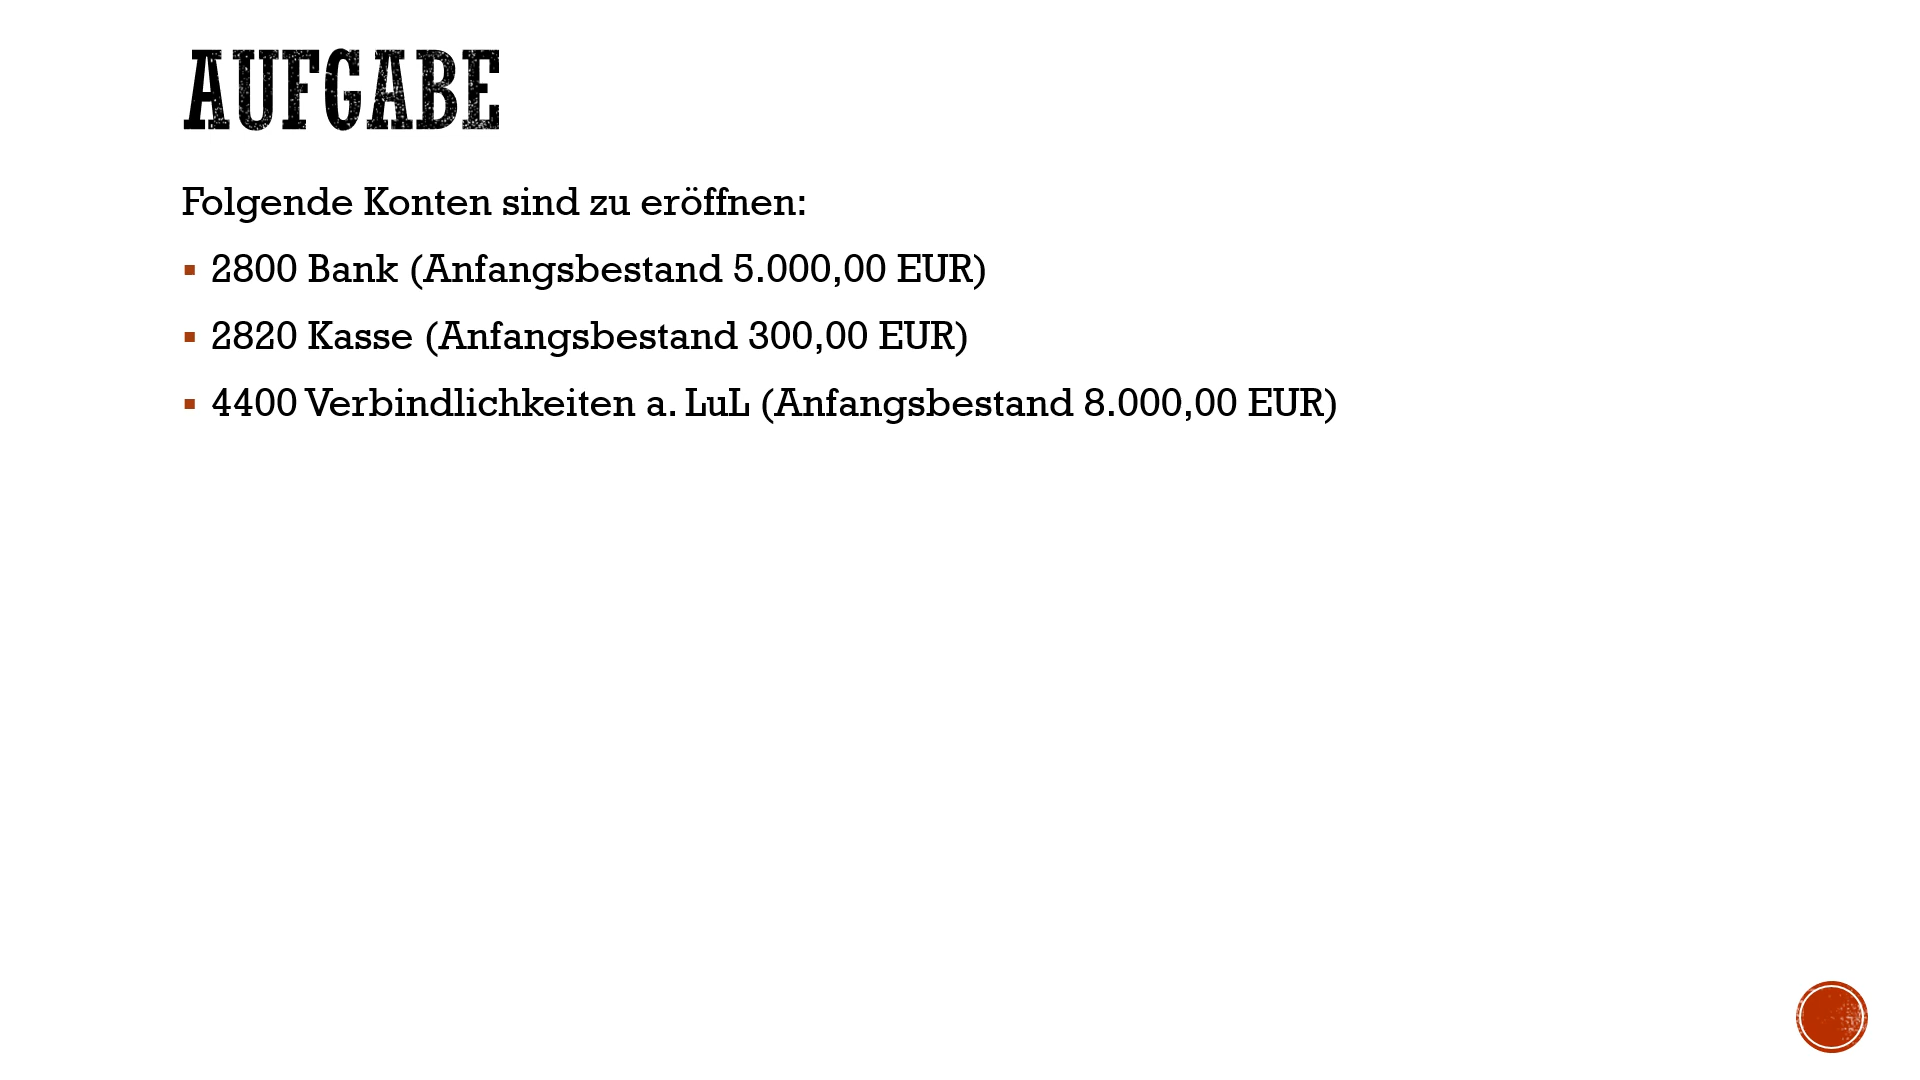 AUFGABE
Folgende Konten sind zu eröffnen:
▪ 2800 Bank (Anfangsbestand 5.000,00 EUR)
▪ 2820 Kasse (Anfangsbestand 300,00 EUR)
▪ 4400 Verbindlichkeiten a. LuL (Anfangsbestand 8.000,00 EUR)